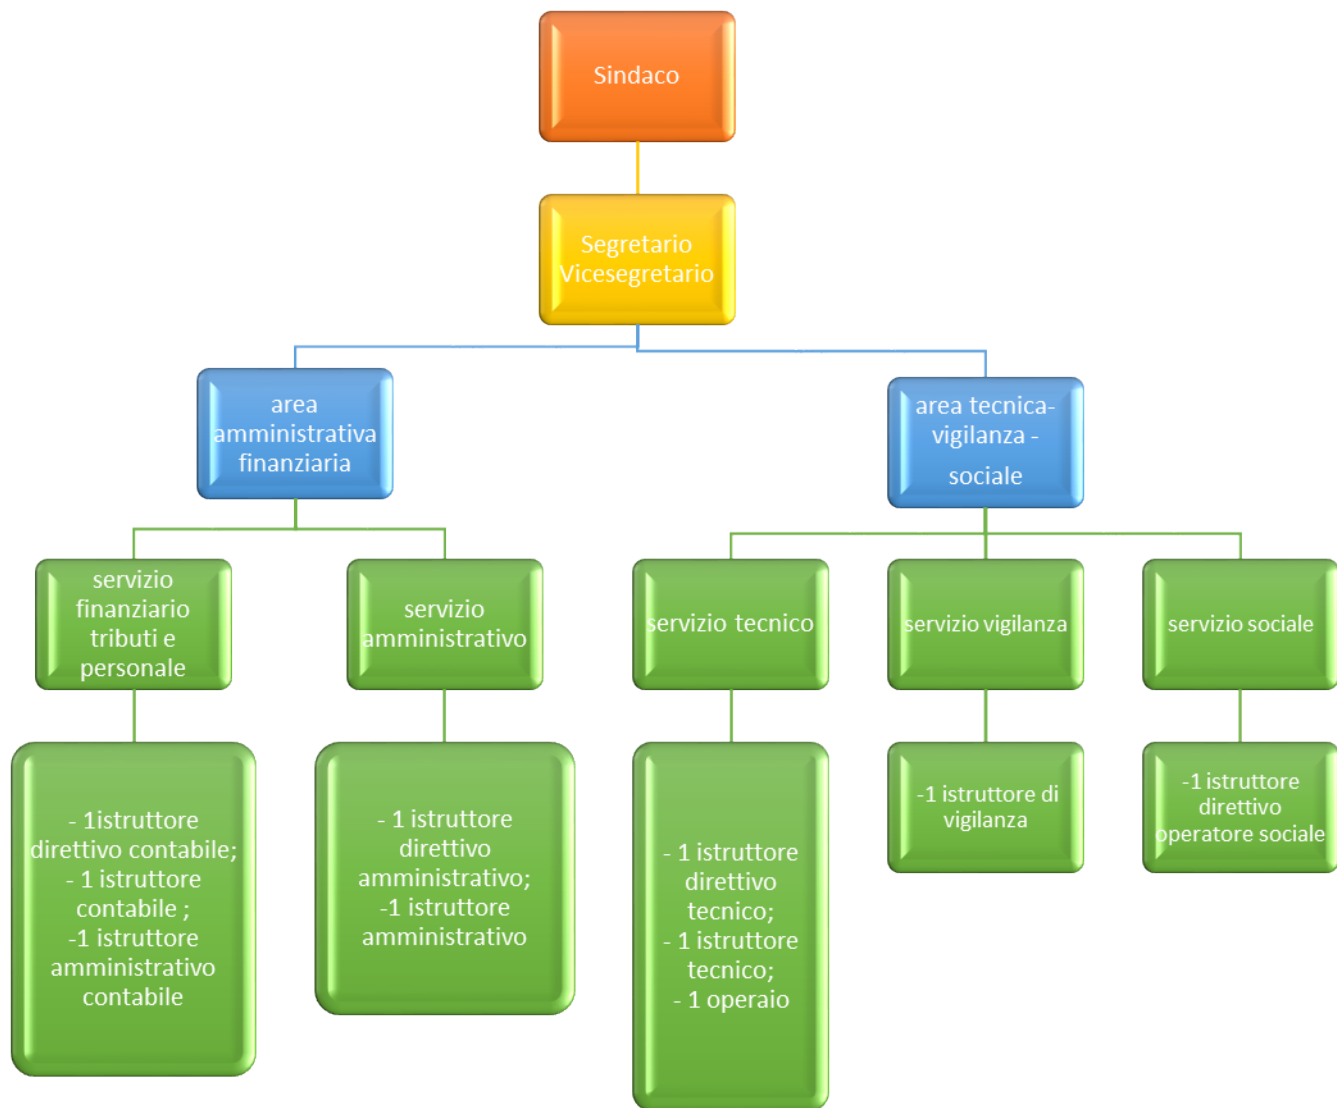 Sindaco
Segretario
Vicesegretario
area
amministrativa
finanziaria
area tecnica-
vigilanza -
sociale
servizio
finanziario
tributi e
personale
servizio
amministrativo
servizio tecnico
servizio vigilanza
servizio sociale
- 1istruttore
direttivo contabile;
- 1 istruttore
contabile ;
-1 istruttore
amministrativo
contabile
- 1 istruttore
direttivo
amministrativo;
-1 istruttore
amministrativo
- 1 istruttore
direttivo
tecnico;
- 1 istruttore
tecnico;
- 1 operaio
-1 istruttore di
vigilanza
-1 istruttore
direttivo
operatore sociale